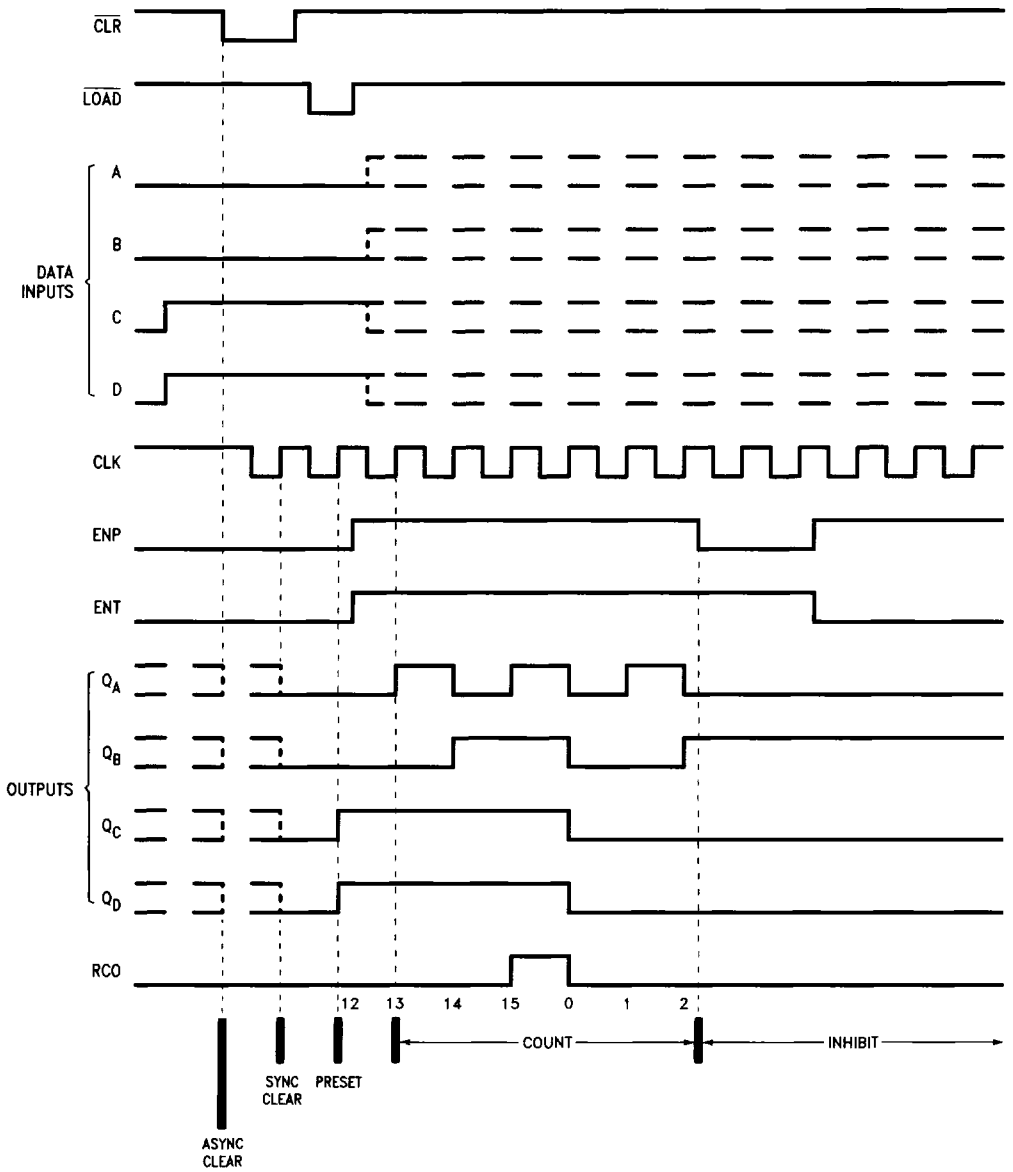 CLR
LOAD
A
B
DATA
INPUTS
C
D
CLK
ENP
ENT
QA
QB
OUTPUTS
QC
QD
RCO
12 13 14 15 0 1 2
COUNT INHIBIT
SYNC
CLEAR
PRESET
ASYNC
CLEAR